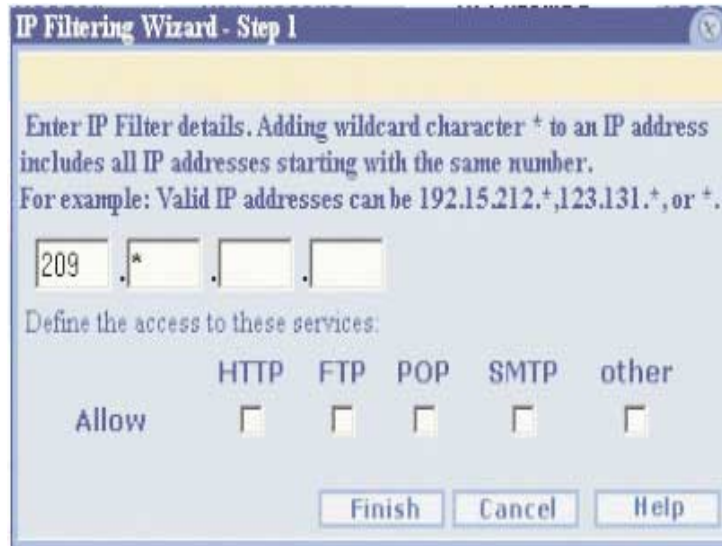 IP Filtering Wizard - Step 1
Enter IP Filter details. Adding wildcard character * to an IP address
includes all IP addresses starting with the same number.
For example: Valid IP addresses can be 192.15.212.*,123.131.*, or *.
209 .* . .
Define the access to these services:
HTTP FTP POP SMTP other
Allow
Finish Cancel Help